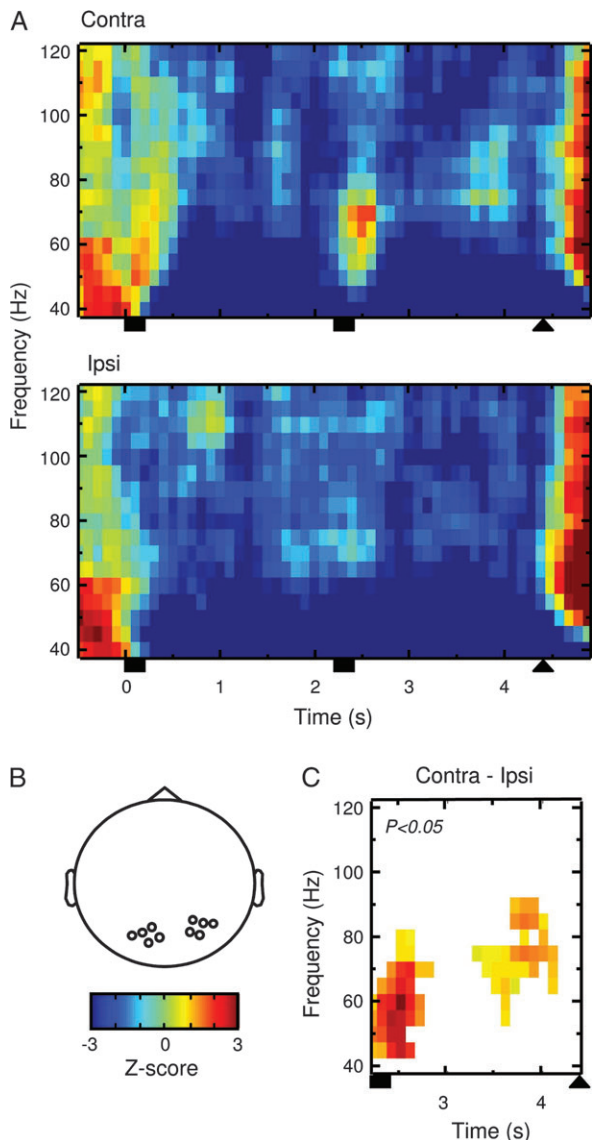 A
Contra
120
100
80
60
40
Frequency (Hz)
Ipsi
120
100
80
60
40
0 1 2 3 4
Time (s)
B
-3 0 3
Z-score
C
Contra - Ipsi
P<0.05
120
100
80
60
40
Frequency (Hz)
3 4
Time (s)